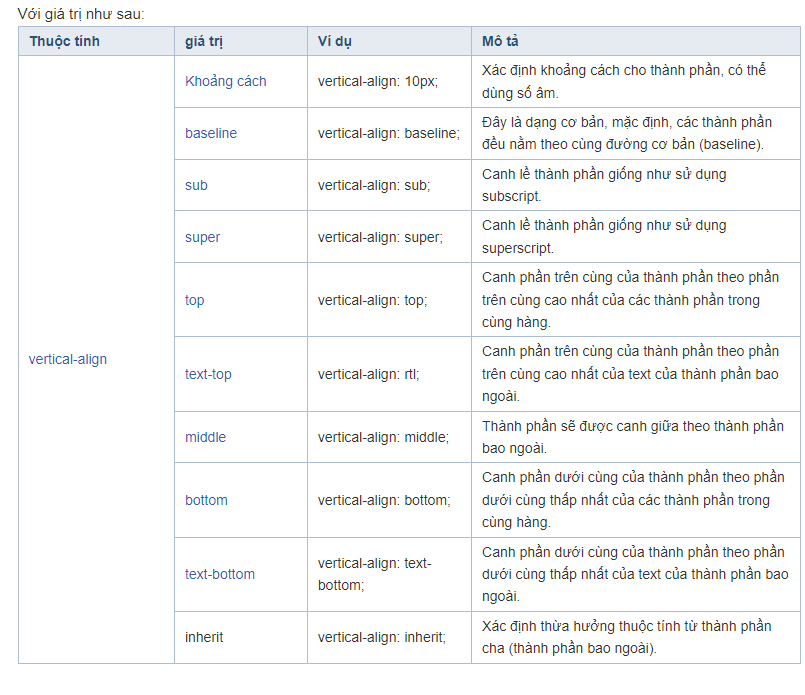 Với giá trị như sau:
Thuộc tính giá trị Ví dụ Mô tả
vertical-align
Khoảng cách vertical-align: 10px; Xác định khoảng cách cho thành phần, có thể
dùng số âm.
baseline vertical-align: baseline; Đây là dạng cơ bản, mặc định, các thành phần
đều nằm theo cùng đường cơ bản (baseline).
sub vertical-align: sub; Canh lề thành phần giống như sử dụng
subscript.
super vertical-align: super; Canh lề thành phần giống như sử dụng
superscript.
top vertical-align: top; Canh phần trên cùng của thành phần theo phần
trên cùng cao nhất của các thành phần trong
cùng hàng.
text-top vertical-align: rtl; Canh phần trên cùng của thành phần theo phần
trên cùng cao nhất của text của thành phần bao
ngoài.
middle vertical-align: middle; Thành phần sẽ được canh giữa theo thành phần
bao ngoài.
bottom vertical-align: bottom; Canh phần dưới cùng của thành phần theo phần
dưới cùng thấp nhất của các thành phần trong
cùng hàng.
text-bottom vertical-align: text-
bottom; Canh phần dưới cùng của thành phần theo phần
dưới cùng thấp nhất của text của thành phần bao
ngoài.
inherit vertical-align: inherit; Xác định thừa hưởng thuộc tính từ thành phần
cha (thành phần bao ngoài).